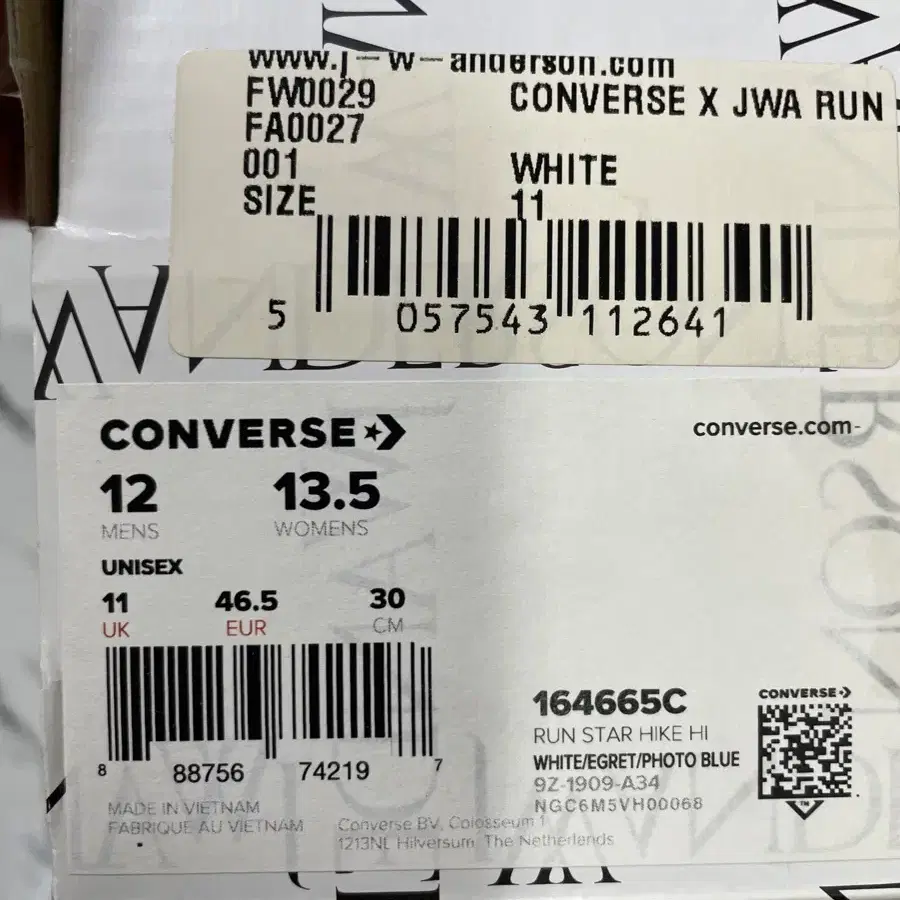 www.j-w-anderson.com
FW0029 CONVERSE X JWA RUN
FA0027
001 WHITE
SIZE 11
5 057543 112641
CONVERSE
converse.com
12 13.5
MENS WOMENS
UNISEX
11 46.5 30
UK EUR CM
8 88756 74219 7
MADE IN VIETNAM
FABRIQUE AU VIETNAM
Converse BV, Colosseum 1
1213NL Hilversum, The Netherlands
164665C
RUN STAR HIKE HI
WHITE/EGRET/PHOTO BLUE
9Z-1909-A34
NGC6M5VH00068
CONVERSE
TM